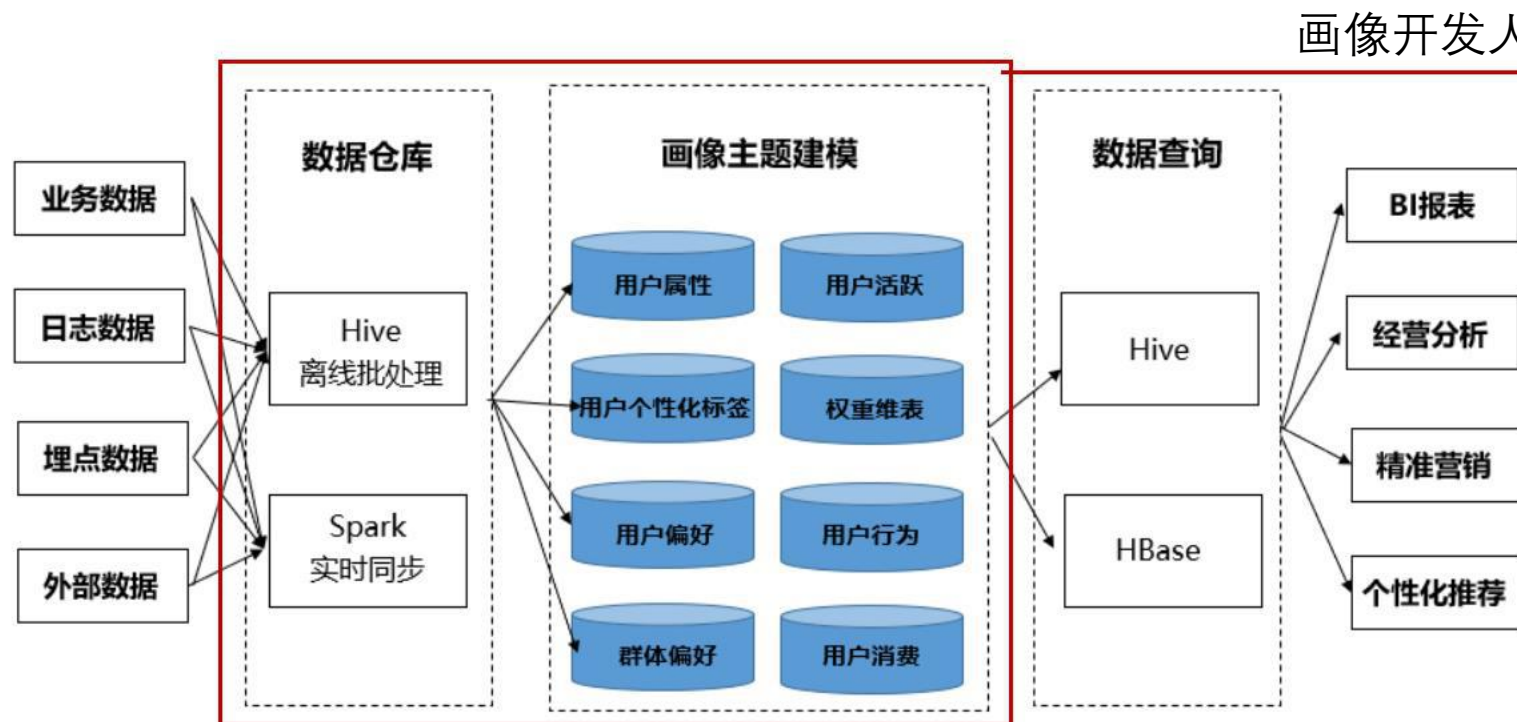 画像开发人
数据仓库
画像主题建模
数据查询
业务数据
日志数据
埋点数据
外部数据
Hive
离线批处理
Spark
实时同步
用户属性
用户活跃
用户个性化标签
权重维表
用户偏好
用户行为
群体偏好
用户消费
Hive
HBase
BI报表
经营分析
精准营销
个性化推荐